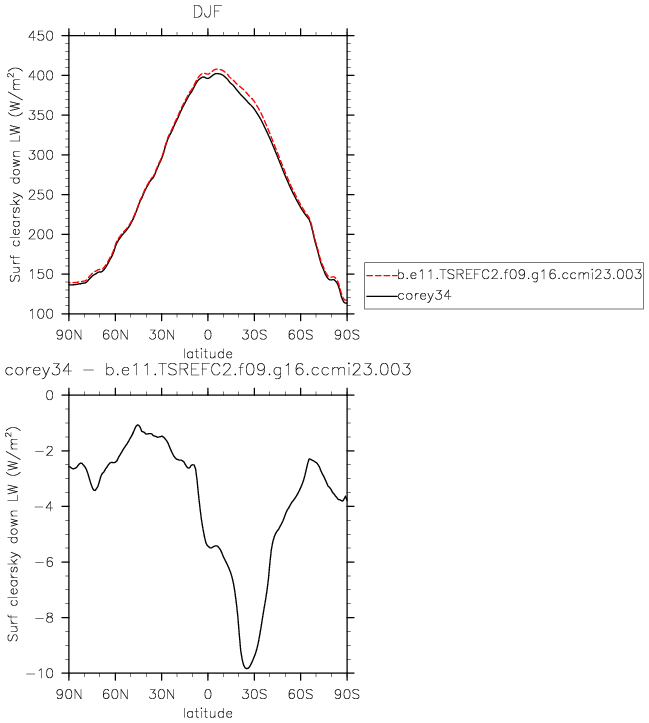 DJF
Surf clearsky down LW (W/m²)
450
400
350
300
250
200
150
100
90N 60N 30N 0 30S 60S 90S
latitude
b.e11.TSREFC2.f09.g16.ccmi23.003
corey34
corey34 − b.e11.TSREFC2.f09.g16.ccmi23.003
Surf clearsky down LW (W/m²)
0
−2
−4
−6
−8
−10
90N 60N 30N 0 30S 60S 90S
latitude